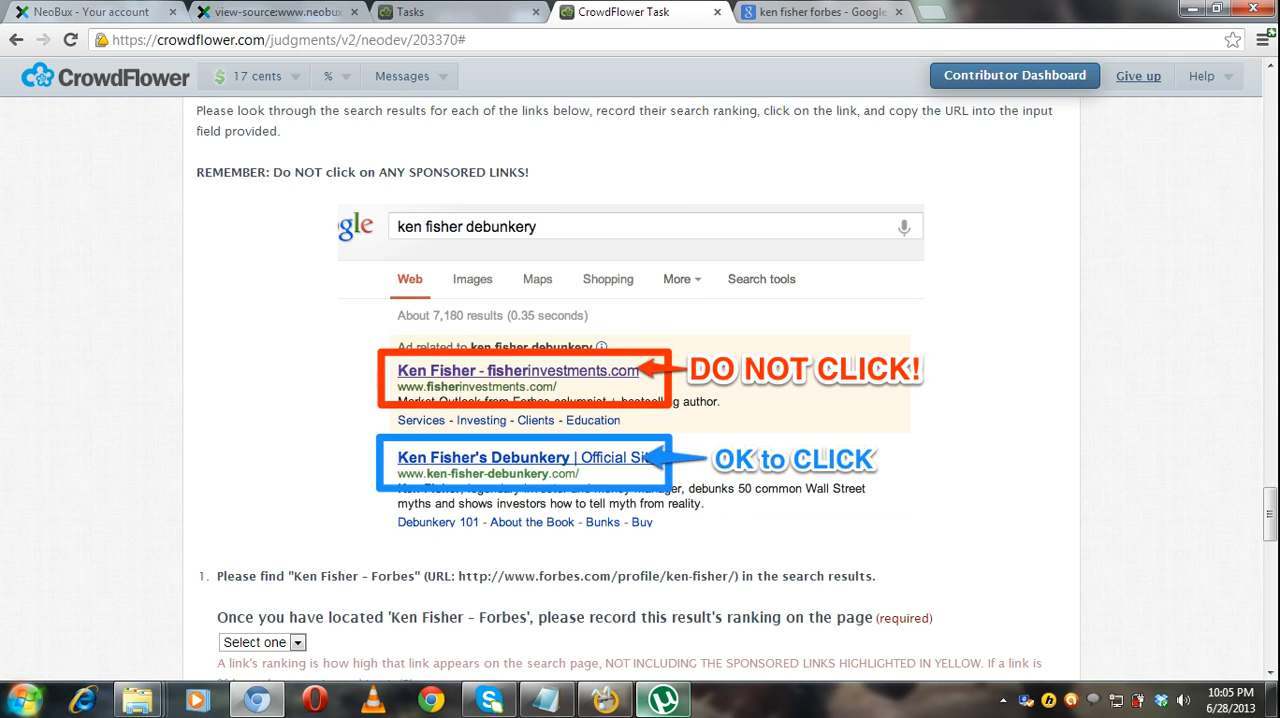 NeoBux - Your account
view-source:www.neobux
Tasks
CrowdFlower Task
ken fisher forbes - Google
https://crowdflower.com/judgments/v2/neodev/203370#
CrowdFlower
$ 17 cents
%
Messages
Contributor Dashboard
Give up
Help
Please look through the search results for each of the links below, record their search ranking, click on the link, and copy the URL into the input
field provided.
REMEMBER: Do NOT click on ANY SPONSORED LINKS!
gle
ken fisher debunkery
Web Images Maps Shopping More Search tools
About 7,180 results (0.35 seconds)
Ad related to ken fisher debunkery
Ken Fisher - fisherinvestments.com
DO NOT CLICK!
www.fisherinvestments.com/
Market Outlook from Forbes columnist + bestselling author.
Services - Investing - Clients - Education
Ken Fisher's Debunkery | Official Si
OK to CLICK
www.ken-fisher-debunkery.com/
Ken Fisher, legendary investor and money manager, debunks 50 common Wall Street
myths and shows investors how to tell myth from reality.
Debunkery 101 - About the Book - Bunks - Buy
1. Please find "Ken Fisher - Forbes" (URL: http://www.forbes.com/profile/ken-fisher/) in the search results.
Once you have located 'Ken Fisher - Forbes', please record this result's ranking on the page (required)
Select one
A link's ranking is how high that link appears on the search page, NOT INCLUDING THE SPONSORED LINKS HIGHLIGHTED IN YELLOW. If a link is
10:05 PM
6/28/2013